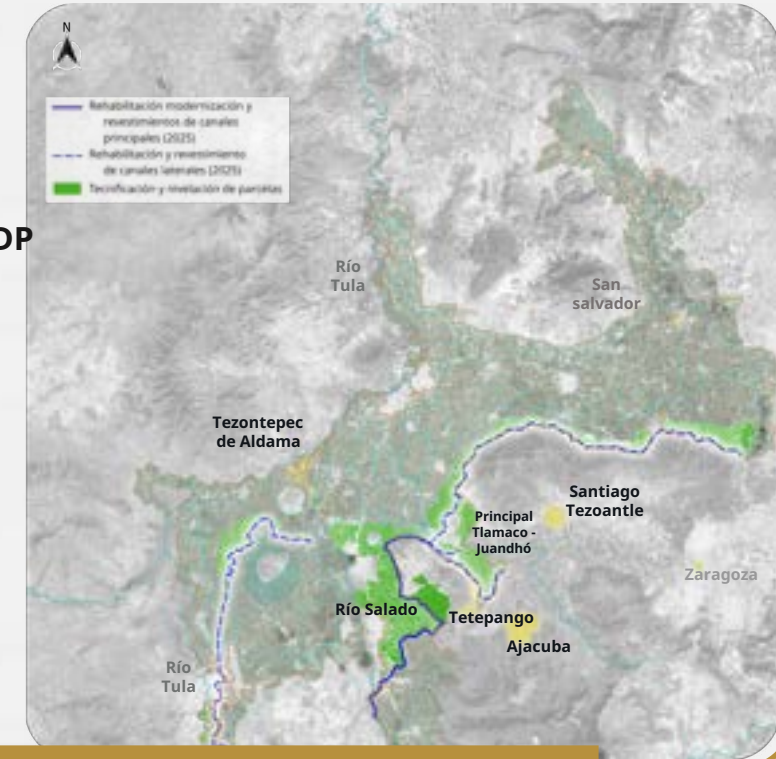 N
Rehabilitación modernización y
revestimientos de canales
principales (2025)
Rehabilitación y revestimiento
de canales laterales (2025)
Tecnificación y nivelación de parcelas
DP
Río
Tula
San
salvador
Tezontepec
de Aldama
Santiago
Tezoantle
Principal
Tlamaco -
Juandhó
Zaragoza
Río Salado
Tetepango
Ajacuba
Río
Tula